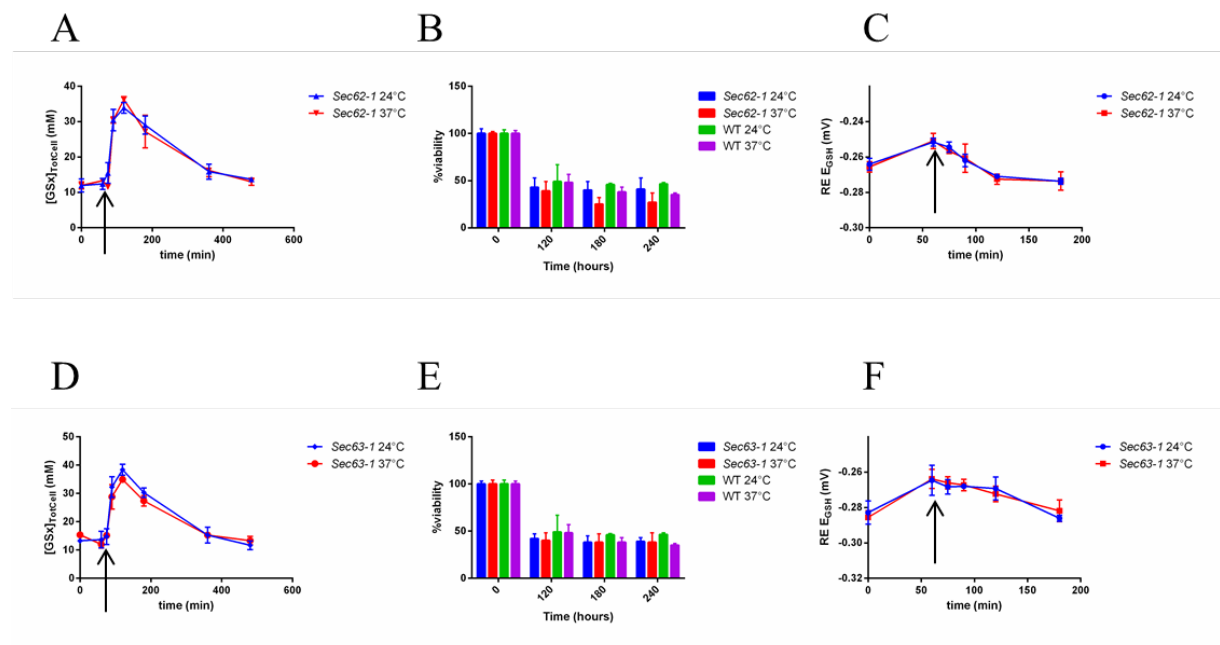 A
B
C
[GSx]TotCell (mM)
40
30
20
10
0
0
200
400
600
time (min)
Sec62-1 24°C
Sec62-1 37°C
%viability
150
100
50
0
0
120
180
240
Time (hours)
Sec62-1 24°C
Sec62-1 37°C
WT 24°C
WT 37°C
RE EGSH (mV)
-0.24
-0.26
-0.28
-0.30
0
50
100
150
200
time (min)
Sec62-1 24°C
Sec62-1 37°C
D
E
F
[GSx]TotCell (mM)
50
40
30
20
10
0
0
200
400
600
time (min)
Sec63-1 24°C
Sec63-1 37°C
%viability
150
100
50
0
0
120
180
240
Time (hours)
Sec63-1 24°C
Sec63-1 37°C
WT 24°C
WT 37°C
RE EGSH (mV)
-0.26
-0.28
-0.30
-0.32
0
50
100
150
200
time (min)
Sec63-1 24°C
Sec63-1 37°C